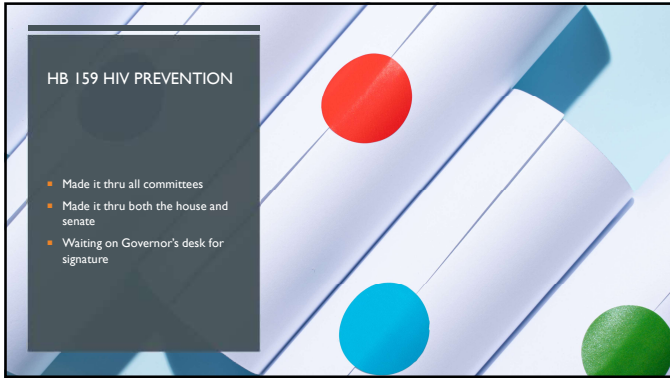 HB 159 HIV PREVENTION
▪ Made it thru all committees
▪ Made it thru both the house and
senate
▪ Waiting on Governor's desk for
signature